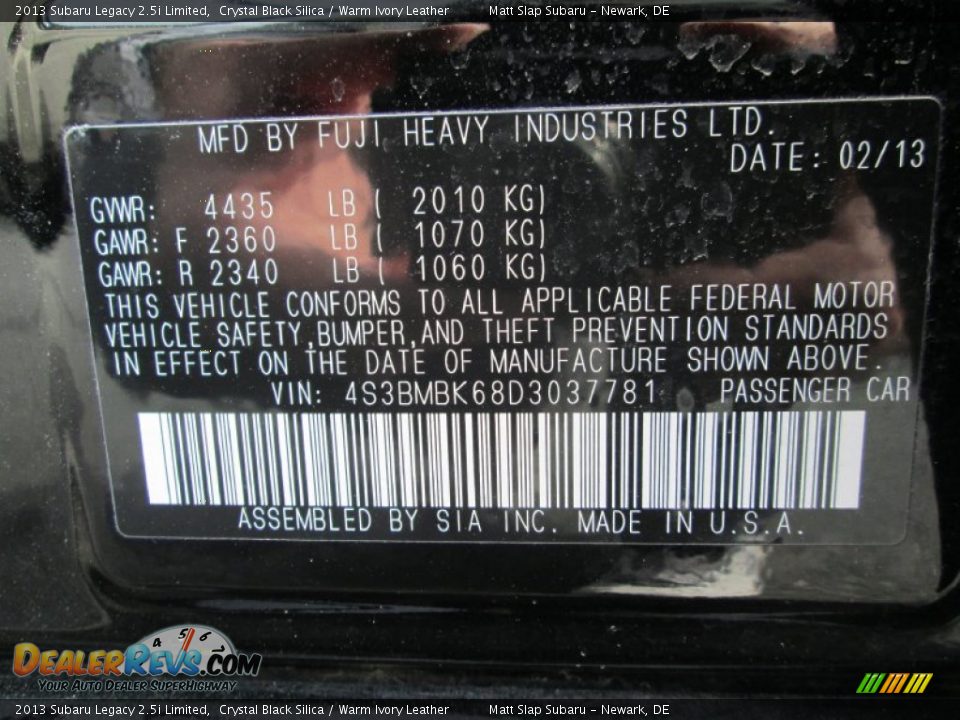 2013 Subaru Legacy 2.5i Limited, Crystal Black Silica / Warm Ivory Leather Matt Slap Subaru - Newark, DE
MFD BY FUJI HEAVY INDUSTRIES LTD.
DATE: 02/13
GVWR: 4435 LB ( 2010 KG)
GAWR: F 2360 LB ( 1070 KG)
GAWR: R 2340 LB ( 1060 KG)
THIS VEHICLE CONFORMS TO ALL APPLICABLE FEDERAL MOTOR
VEHICLE SAFETY,BUMPER,AND THEFT PREVENTION STANDARDS
IN EFFECT ON THE DATE OF MANUFACTURE SHOWN ABOVE.
VIN: 4S3BMBK68D3037781 PASSENGER CAR
ASSEMBLED BY SIA INC. MADE IN U.S.A.
4 5 6
DealerRevs.com
Your Auto Dealer SuperHighway
2013 Subaru Legacy 2.5i Limited, Crystal Black Silica / Warm Ivory Leather Matt Slap Subaru - Newark, DE